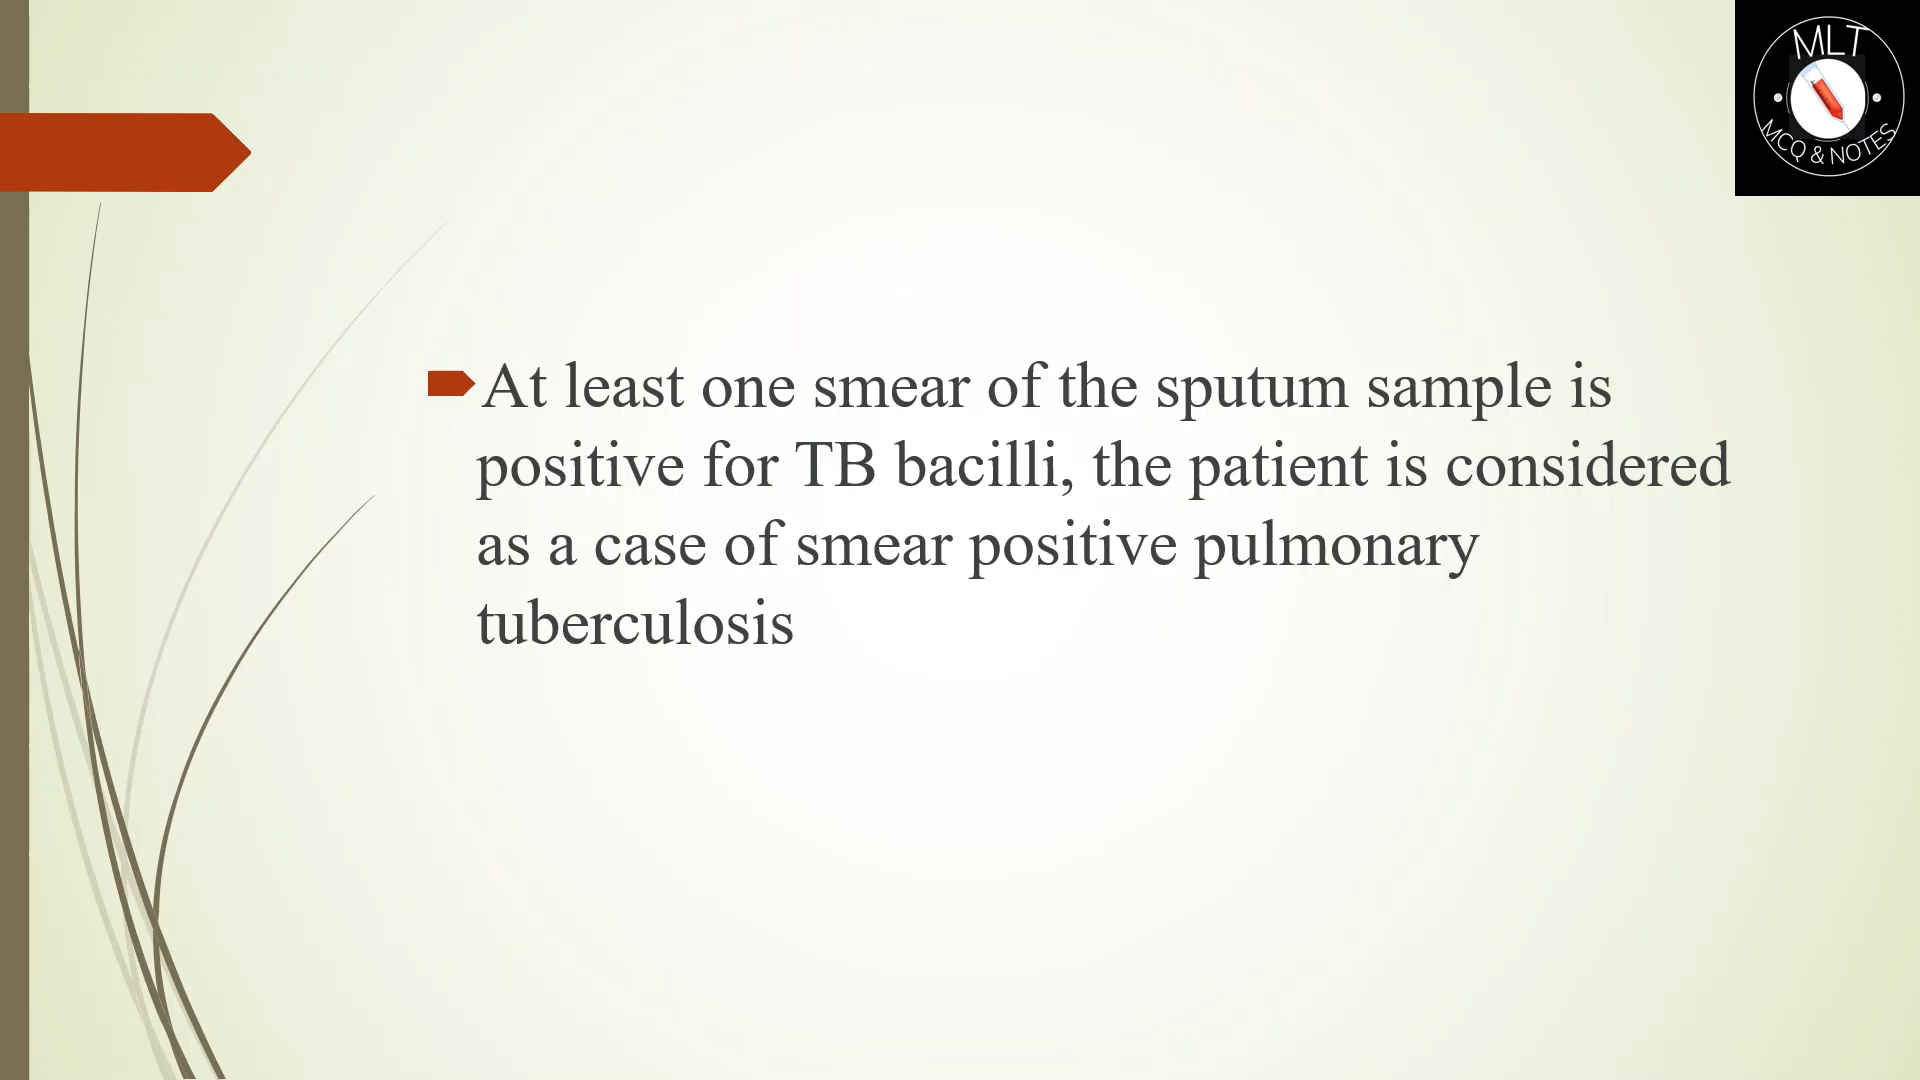 MLT
MCQ & NOTES
At least one smear of the sputum sample is
positive for TB bacilli, the patient is considered
as a case of smear positive pulmonary
tuberculosis